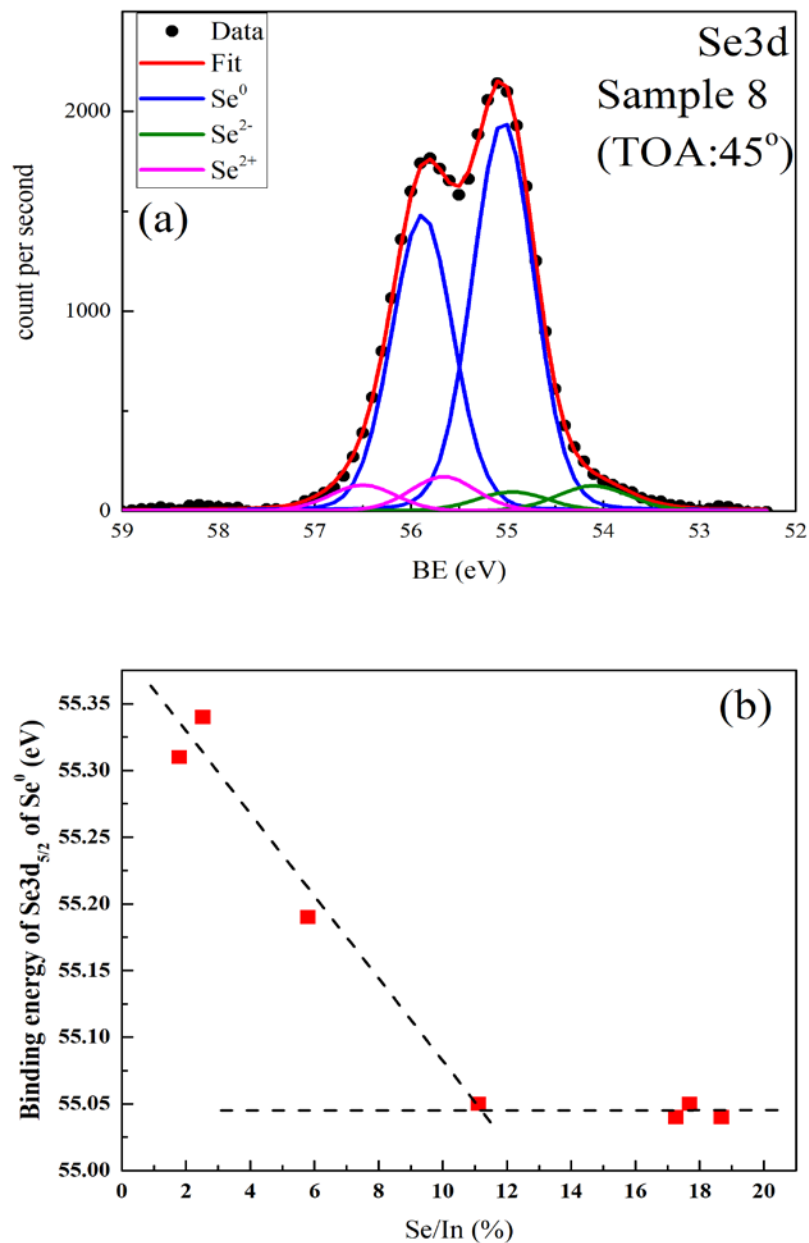 Data
Fit
Se⁰
Se²⁻
Se²⁺
Se3d
Sample 8
(TOA:45°)
(a)
2000
1000
0
count per second
59 58 57 56 55 54 53 52
BE (eV)
(b)
55.35
55.30
55.25
55.20
55.15
55.10
55.05
55.00
Binding energy of Se3d₅/₂ of Se⁰ (eV)
0 2 4 6 8 10 12 14 16 18 20
Se/In (%)